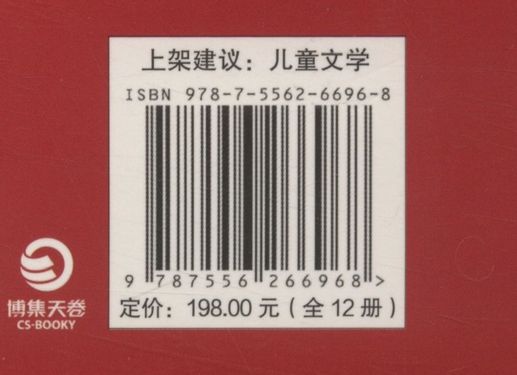 上架建议：儿童文学
ISBN 978-7-5562-6696-8
9 787556 266968 >
定价：198.00 元（全 12 册）
博集天卷
CS-BOOKY